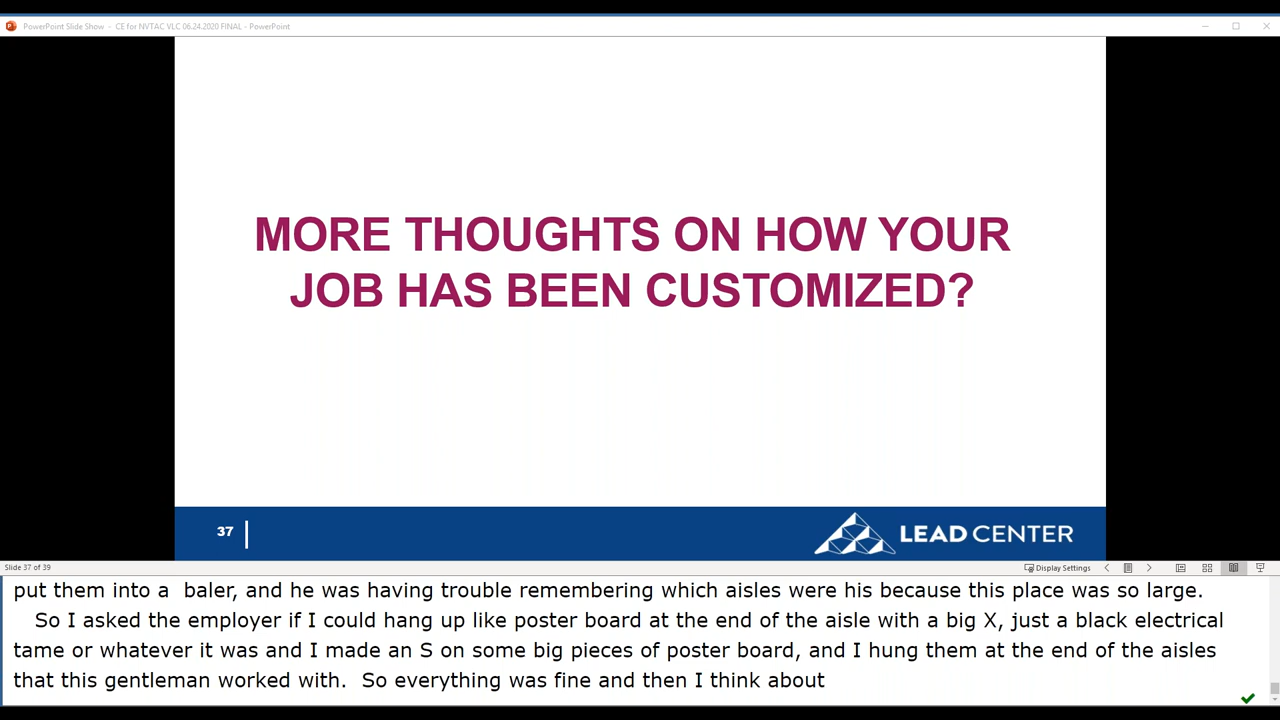 PowerPoint Slide Show - CE for NVTAC VLC 06.24.2020 FINAL - PowerPoint
MORE THOUGHTS ON HOW YOUR
JOB HAS BEEN CUSTOMIZED?
37
LEAD CENTER
Slide 37 of 39
Display Settings
put them into a baler, and he was having trouble remembering which aisles were his because this place was so large.
So I asked the employer if I could hang up like poster board at the end of the aisle with a big X, just a black electrical
tame or whatever it was and I made an S on some big pieces of poster board, and I hung them at the end of the aisles
that this gentleman worked with. So everything was fine and then I think about